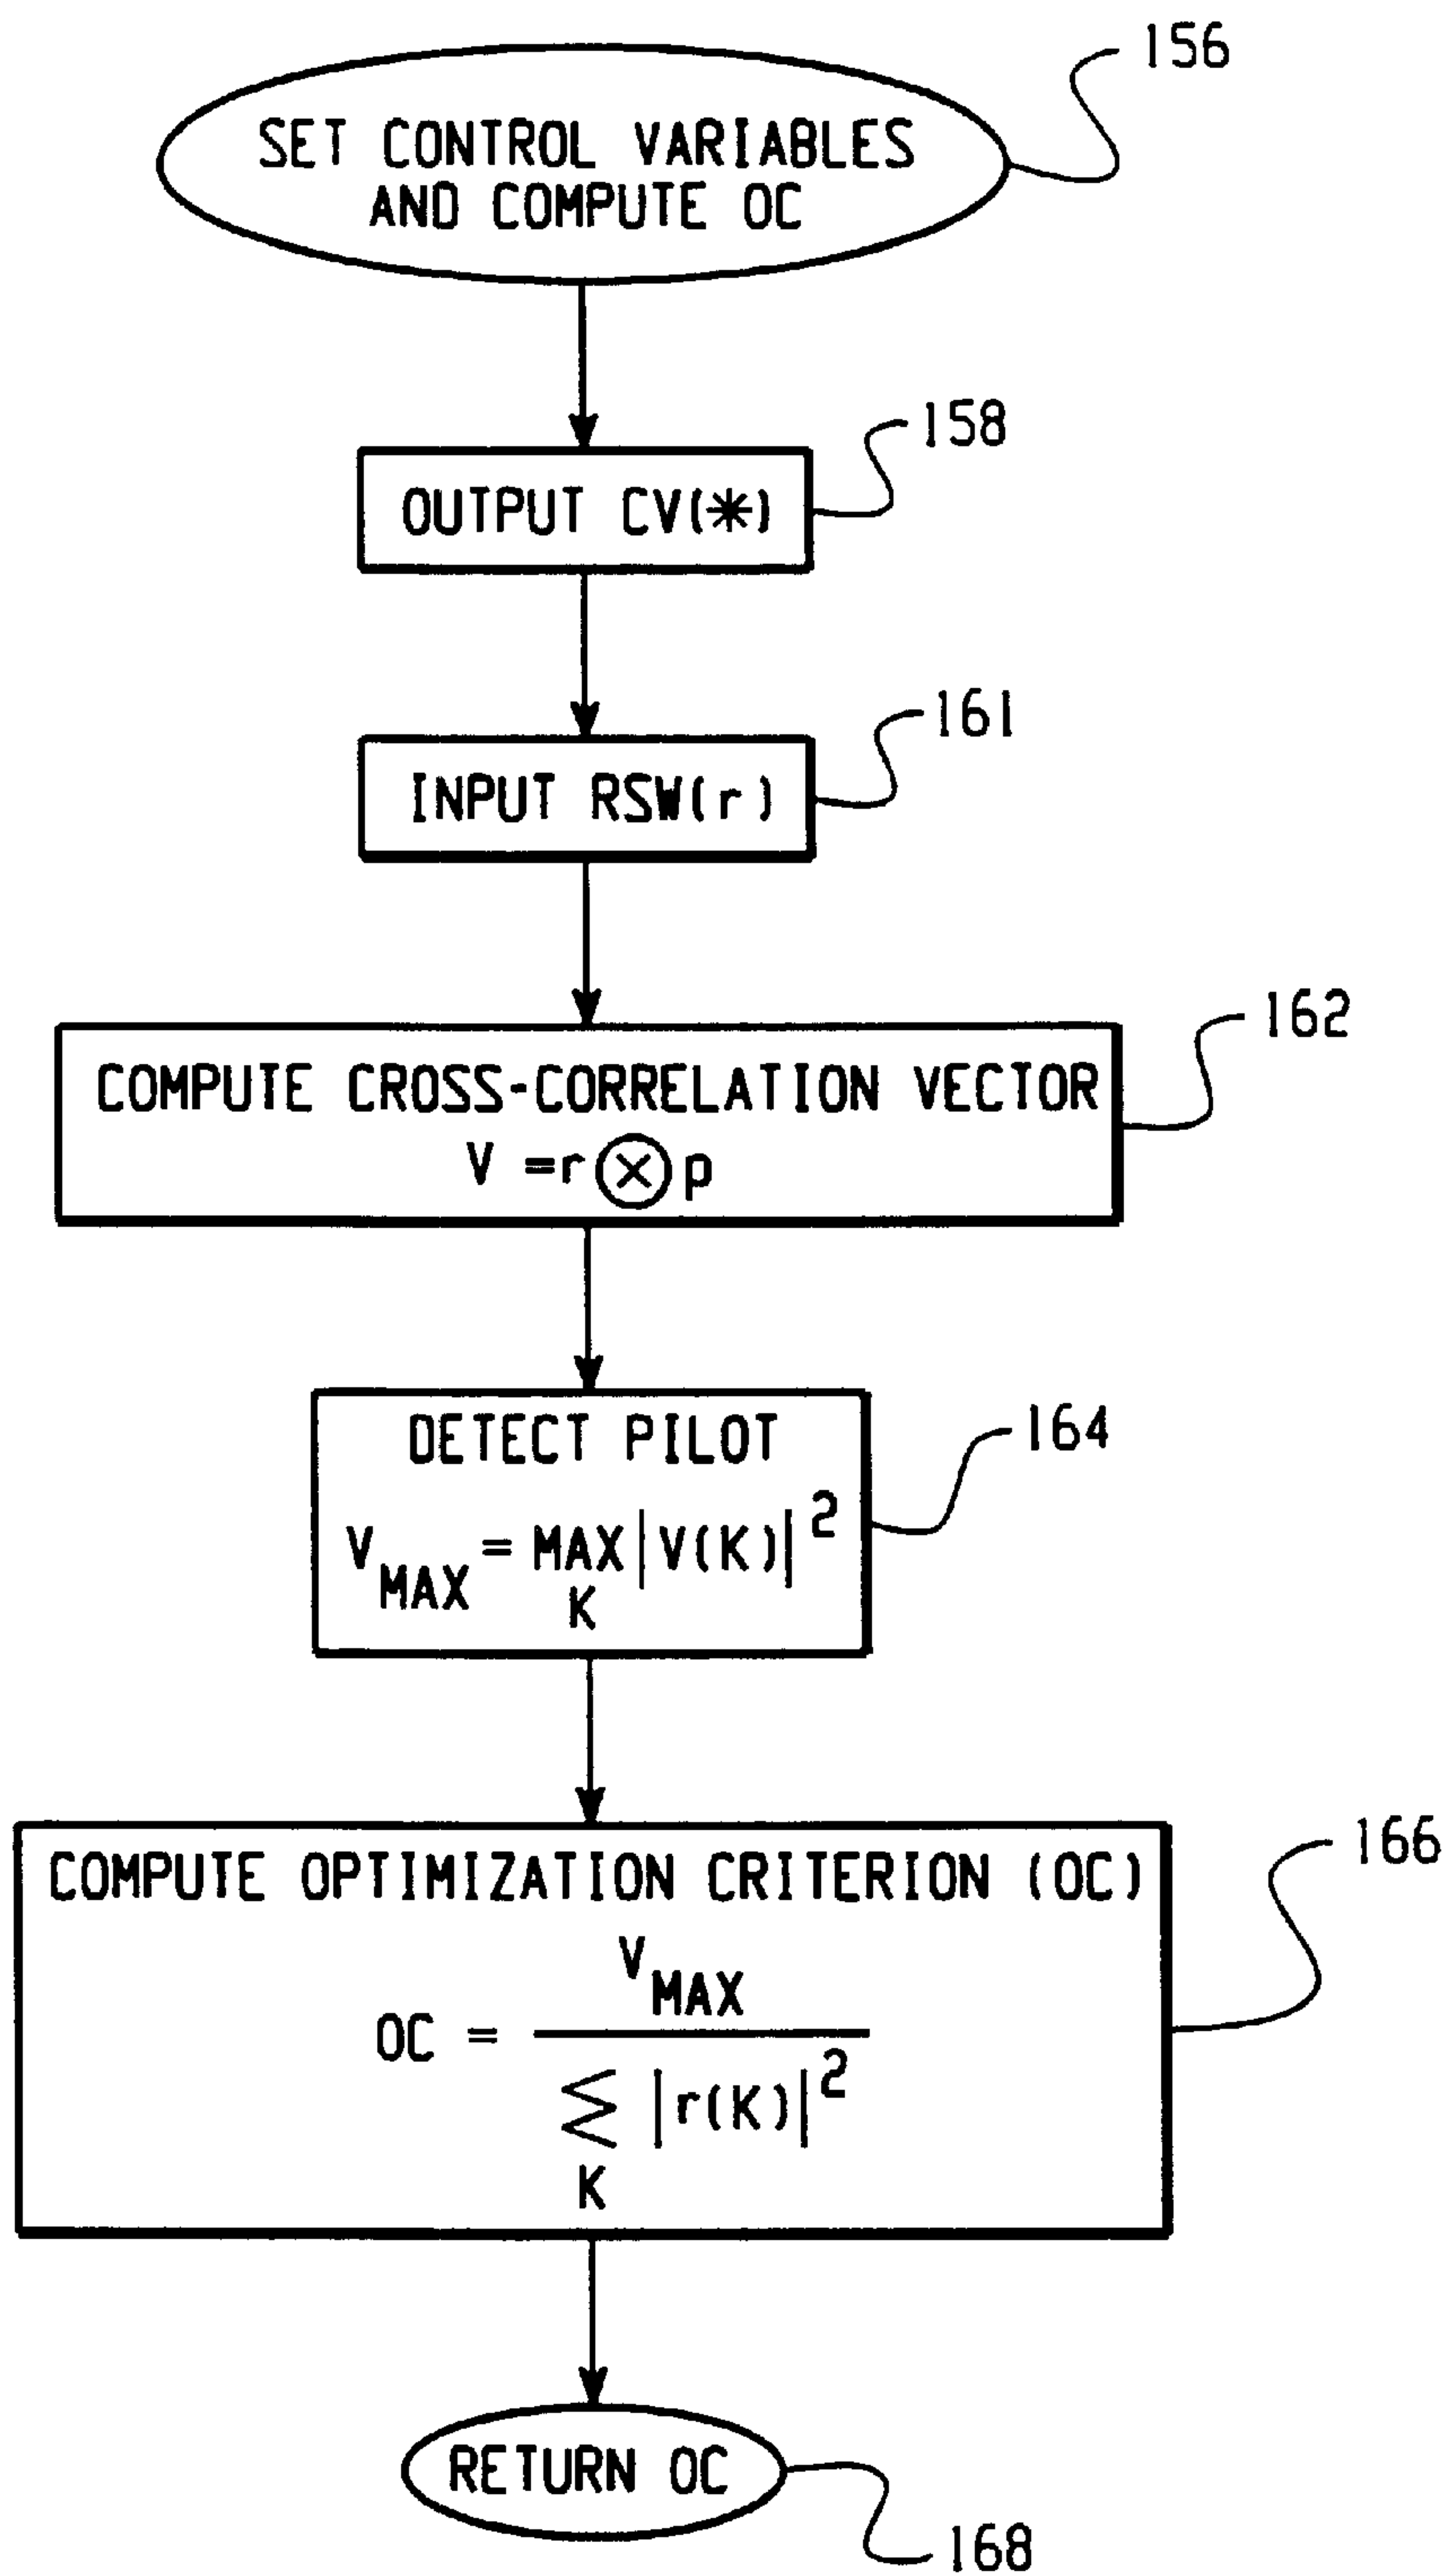 156
SET CONTROL VARIABLES
AND COMPUTE OC
158
OUTPUT CV(*)
161
INPUT RSW(r)
162
COMPUTE CROSS-CORRELATION VECTOR
V =r⊗p
164
DETECT PILOT
V_MAX = MAX_K |V(K)|²
166
COMPUTE OPTIMIZATION CRITERION (OC)
V_MAX
OC =
∑ |r(K)|²
K
RETURN OC
168